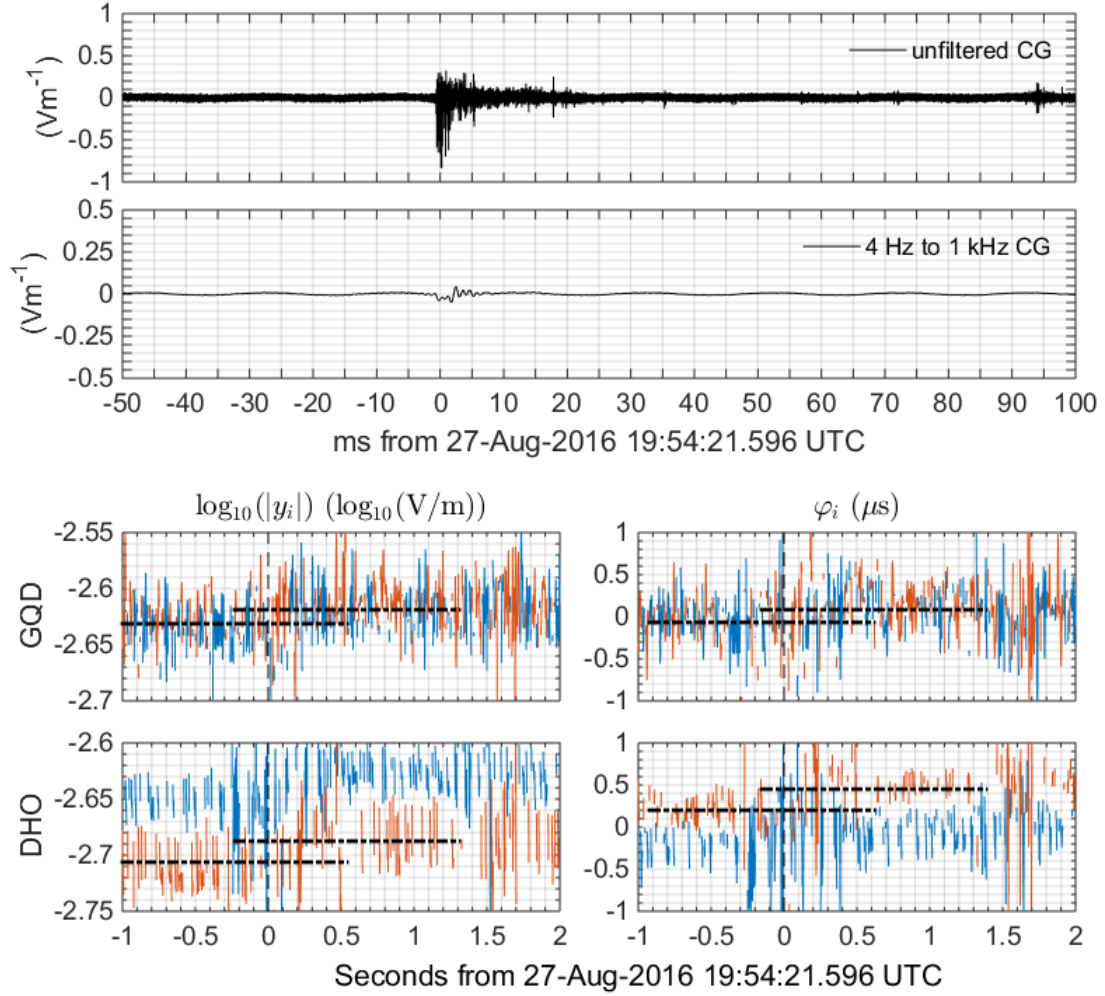 1
0.5
0
-0.5
-1
(Vm-1)
unfiltered CG
0.5
0.25
0
-0.25
-0.5
(Vm-1)
4 Hz to 1 kHz CG
-50 -40 -30 -20 -10 0 10 20 30 40 50 60 70 80 90 100
ms from 27-Aug-2016 19:54:21.596 UTC
log10(|yi|) (log10(V/m))
φi (μs)
GQD
-2.55
-2.6
-2.65
-2.7
1
0.5
0
-0.5
-1
DHO
-2.6
-2.65
-2.7
-2.75
1
0.5
0
-0.5
-1
-1 -0.5 0 0.5 1 1.5 2
-1 -0.5 0 0.5 1 1.5 2
Seconds from 27-Aug-2016 19:54:21.596 UTC